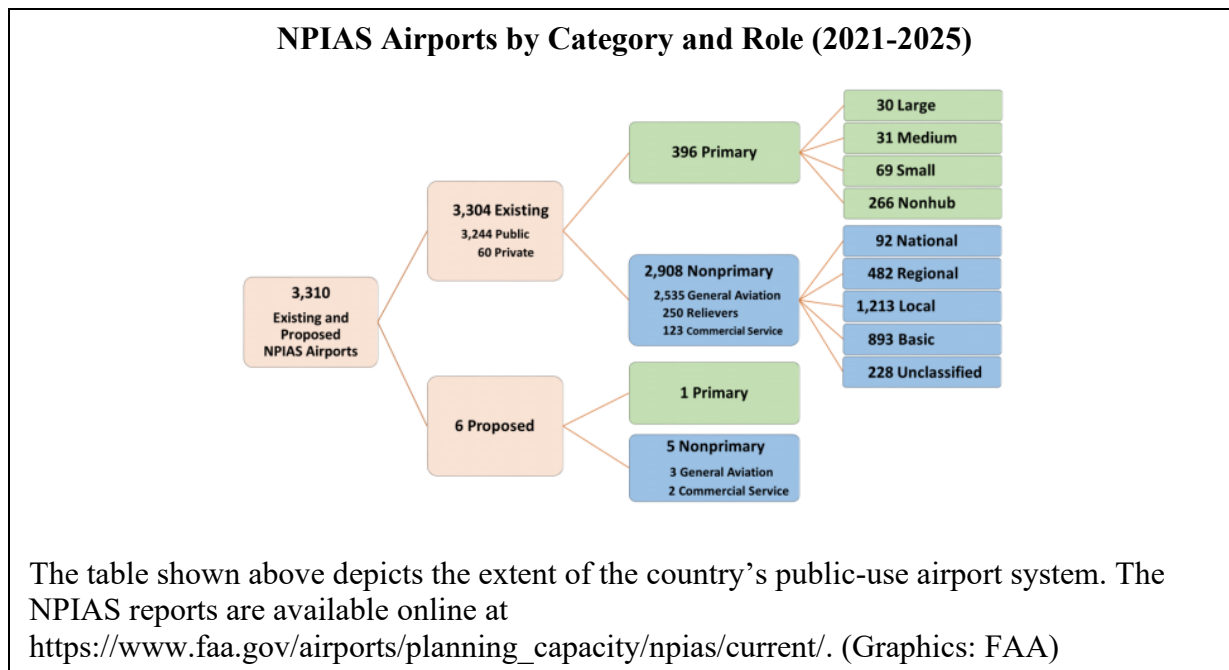 NPIAS Airports by Category and Role (2021-2025)
3,310
Existing and
Proposed
NPIAS Airports
3,304 Existing
3,244 Public
60 Private
6 Proposed
396 Primary
2,908 Nonprimary
2,535 General Aviation
250 Relievers
123 Commercial Service
1 Primary
5 Nonprimary
3 General Aviation
2 Commercial Service
30 Large
31 Medium
69 Small
266 Nonhub
92 National
482 Regional
1,213 Local
893 Basic
228 Unclassified
The table shown above depicts the extent of the country’s public-use airport system. The
NPIAS reports are available online at
https://www.faa.gov/airports/planning_capacity/npias/current/. (Graphics: FAA)